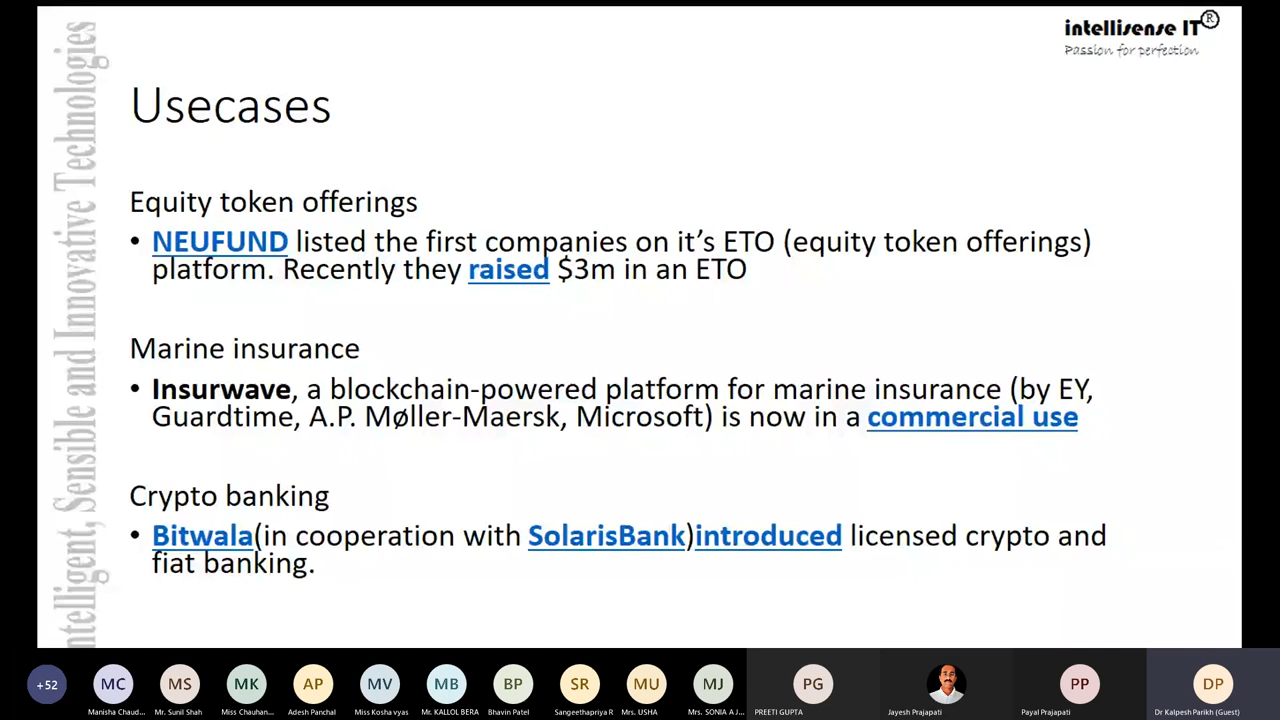 intellisense IT®
Passion for perfection
ntelligent, Sensible and Innovative Technologies
Usecases
Equity token offerings
• NEUFUND listed the first companies on it’s ETO (equity token offerings)
platform. Recently they raised $3m in an ETO
Marine insurance
• Insurwave, a blockchain-powered platform for marine insurance (by EY,
Guardtime, A.P. Møller-Maersk, Microsoft) is now in a commercial use
Crypto banking
• Bitwala(in cooperation with SolarisBank)introduced licensed crypto and
fiat banking.
+52 MC MS MK AP MV MB BP SR MU MJ PG PP DP
Manisha Chaud... Mr. Sunil Shah Miss Chauhan... Adesh Panchal Miss Kosha vyas Mr. KALLOL BERA Bhavin Patel Sangeethapriya R Mrs. USHA Mrs. SONIA A J... PREETI GUPTA Jayesh Prajapati Payal Prajapati Dr Kalpesh Parikh (Guest)